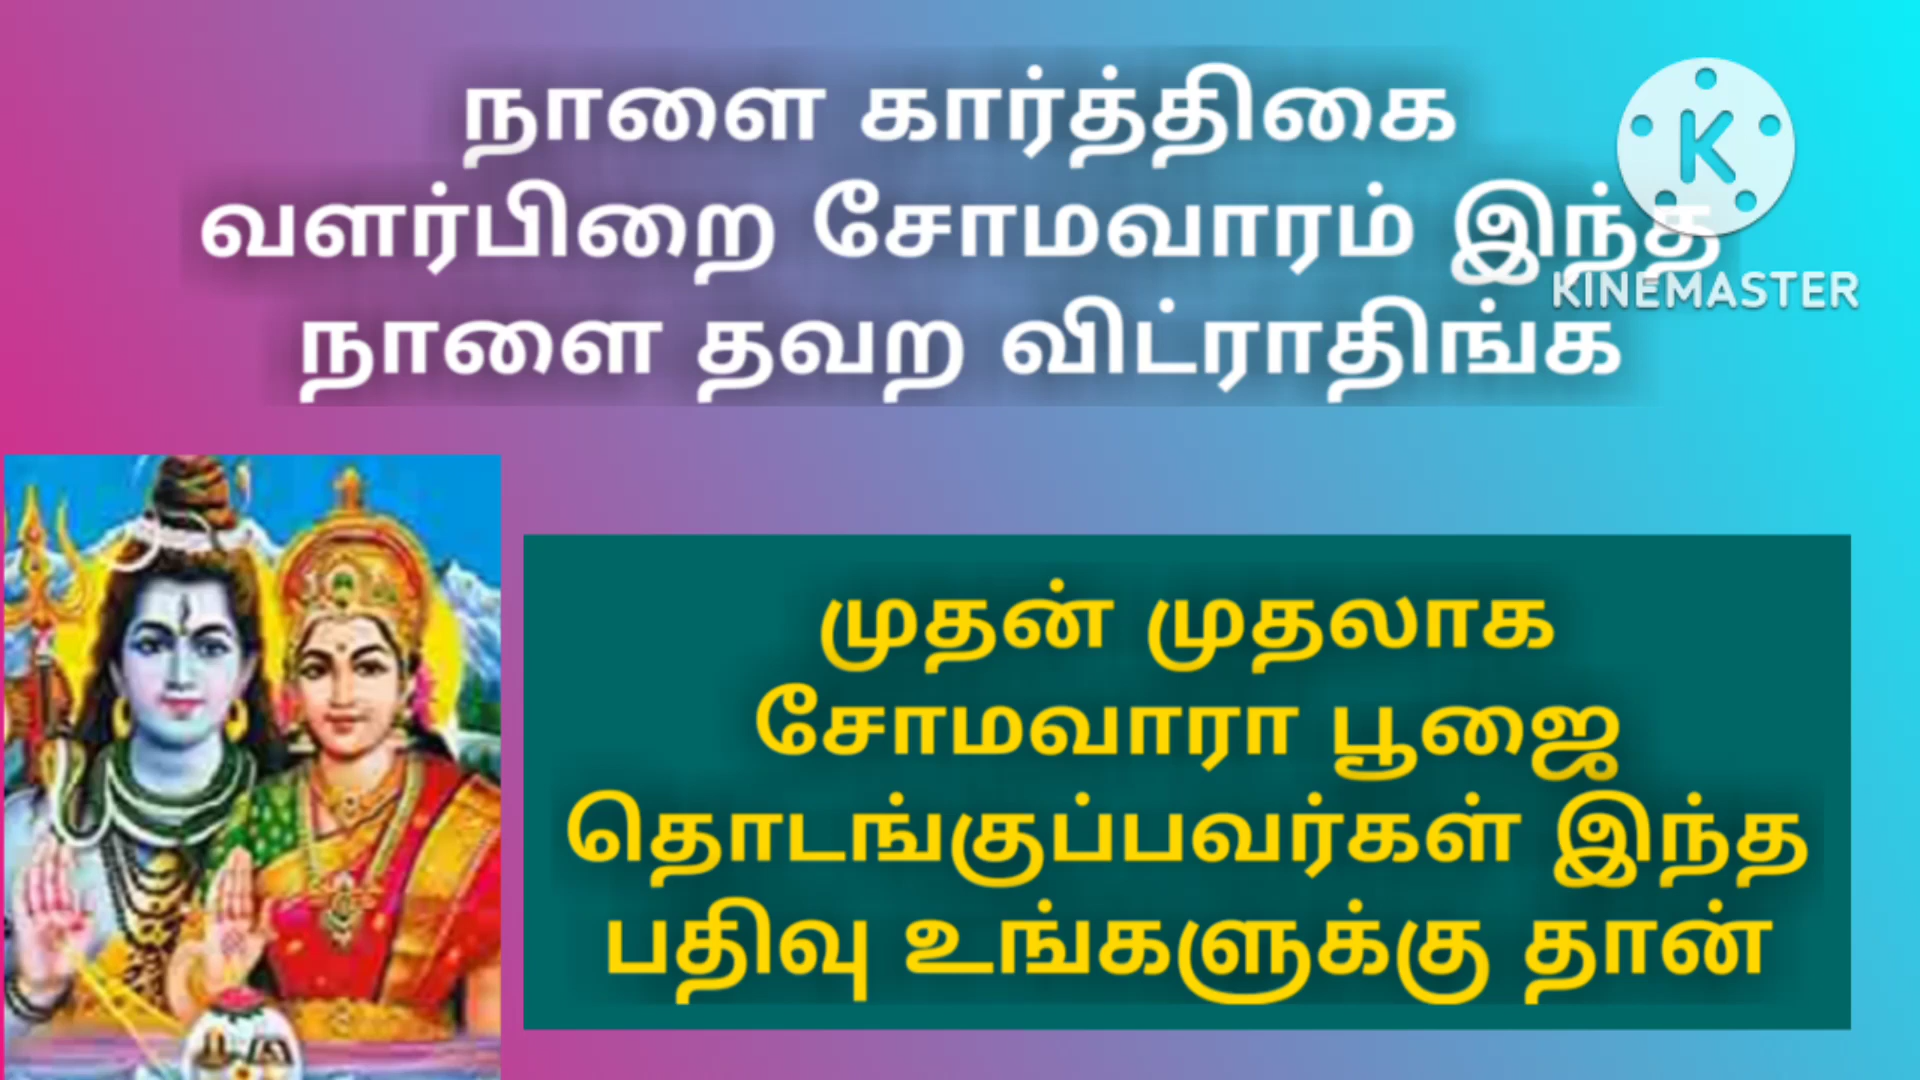 நாளை கார்த்திகை
வளர்பிறை சோமவாரம் இந்த
நாளை தவற விட்ராதிங்க
K
KINEMASTER
முதன் முதலாக
சோமவாரா பூஜை
தொடங்குப்பவர்கள் இந்த
பதிவு உங்களுக்கு தான்